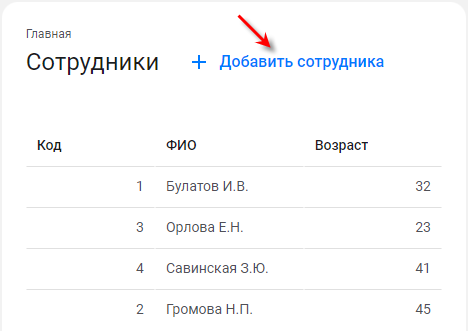 Главная
Сотрудники + Добавить сотрудника
Код ФИО Возраст
1 Булатов И.В. 32
3 Орлова Е.Н. 23
4 Савинская З.Ю. 41
2 Громова Н.П. 45